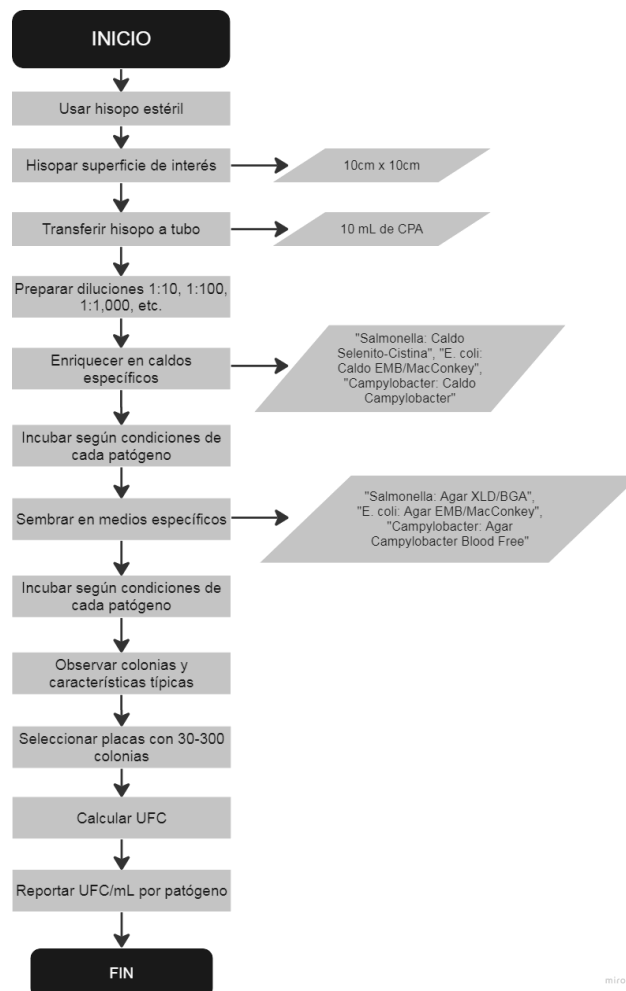 INICIO
Usar hisopo estéril
Hisopar superficie de interés
10cm x 10cm
Transferir hisopo a tubo
10 mL de CPA
Preparar diluciones 1:10, 1:100,
1:1,000, etc.
Enriquecer en caldos
específicos
"Salmonella: Caldo
Selenito-Cistina", "E. coli:
Caldo EMB/MacConkey",
"Campylobacter: Caldo
Campylobacter"
Incubar según condiciones de
cada patógeno
Sembrar en medios específicos
"Salmonella: Agar XLD/BGA",
"E. coli: Agar EMB/MacConkey",
"Campylobacter: Agar
Campylobacter Blood Free"
Incubar según condiciones de
cada patógeno
Observar colonias y
características típicas
Seleccionar placas con 30-300
colonias
Calcular UFC
Reportar UFC/mL por patógeno
FIN
miro